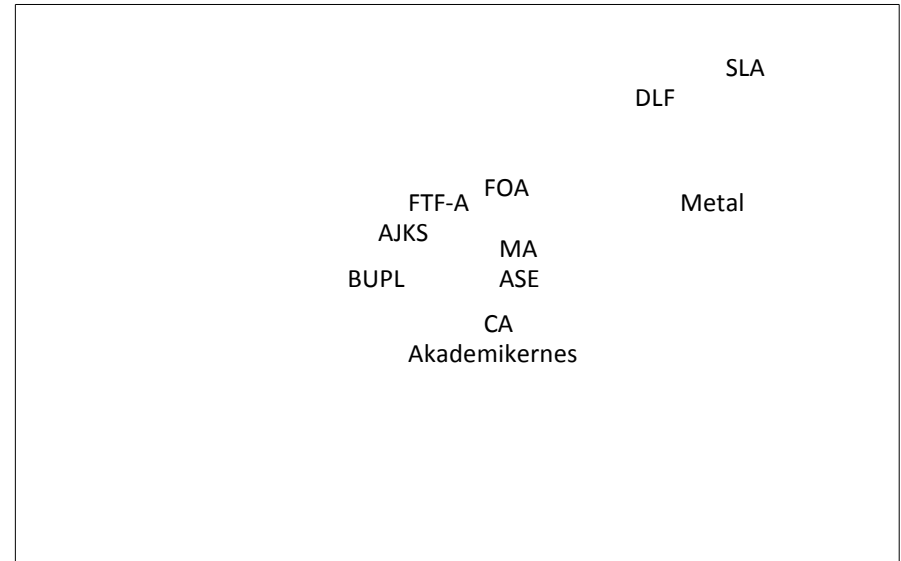 SLA
DLF
FOA
FTF-A
Metal
AJKS
MA
BUPL
ASE
CA
Akademikernes